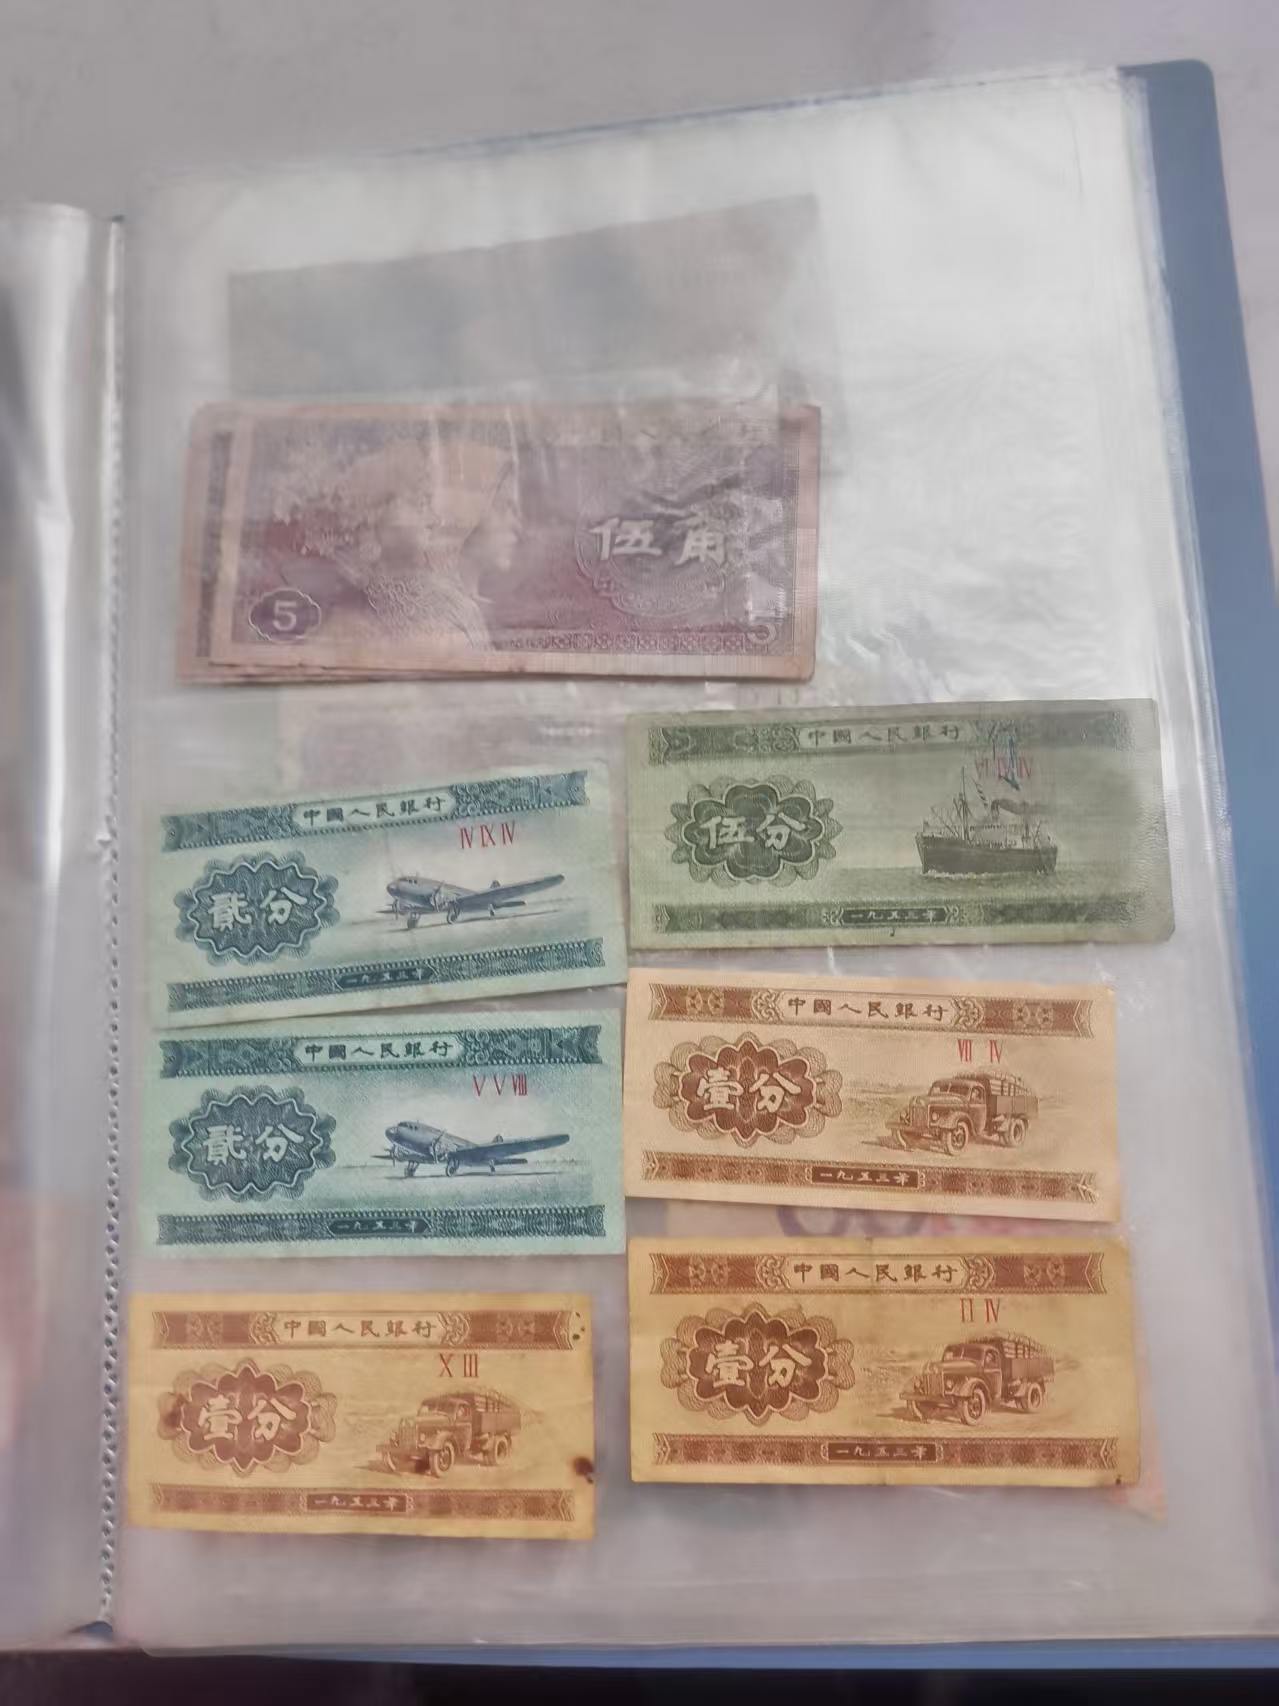 伍角
5
5
中國人民銀行
伍分
一九五三年
中國人民銀行
IV IX IV
貳分
一九五三年
中國人民銀行
VII IV
壹分
一九五三年
中國人民銀行
V V VIII
貳分
一九五三年
中國人民銀行
II IV
壹分
一九五三年
中國人民銀行
X III
壹分
一九五三年